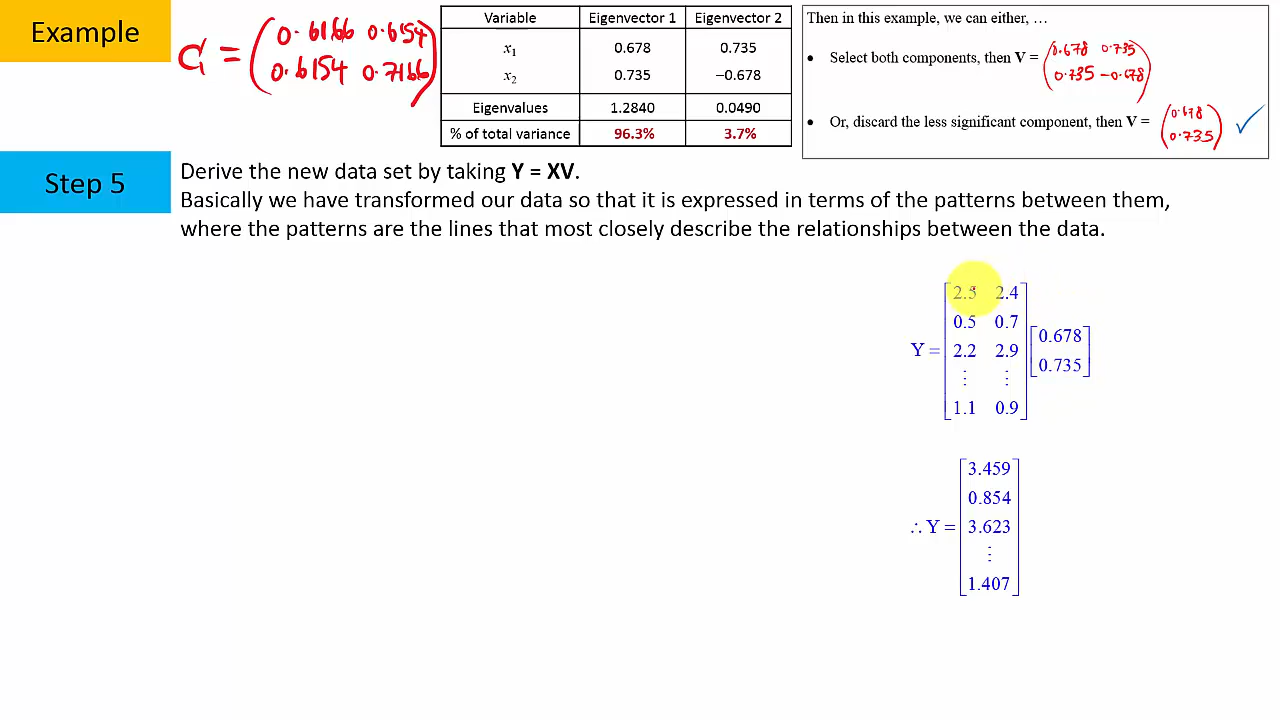 Example
C = (0.6166 0.6154
0.6154 0.7166)
Variable Eigenvector 1 Eigenvector 2
x1 0.678 0.735
x2 0.735 −0.678
Eigenvalues 1.2840 0.0490
% of total variance 96.3% 3.7%
Then in this example, we can either, …
• Select both components, then V = (0.678 0.735
0.735 -0.678)
• Or, discard the less significant component, then V = (0.678
0.735) ✓
Step 5
Derive the new data set by taking Y = XV.
Basically we have transformed our data so that it is expressed in terms of the patterns between them,
where the patterns are the lines that most closely describe the relationships between the data.
Y = [2.5 2.4
0.5 0.7
2.2 2.9
⋮ ⋮
1.1 0.9] [0.678
0.735]
∴ Y = [3.459
0.854
3.623
⋮
1.407]